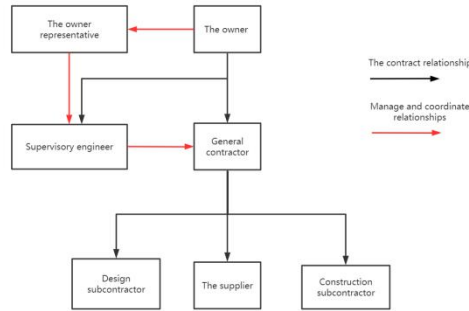 The owner
representative
The owner
The contract relationship
Manage and coordinate
relationships
Supervisory engineer
General
contractor
Design
subcontractor
The supplier
Construction
subcontractor